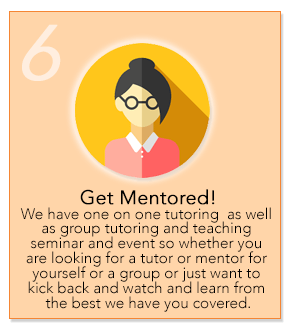 6
Get Mentored!
We have one on one tutoring as well
as group tutoring and teaching
seminar and event so whether you
are looking for a tutor or mentor for
yourself or a group or just want to
kick back and watch and learn from
the best we have you covered.